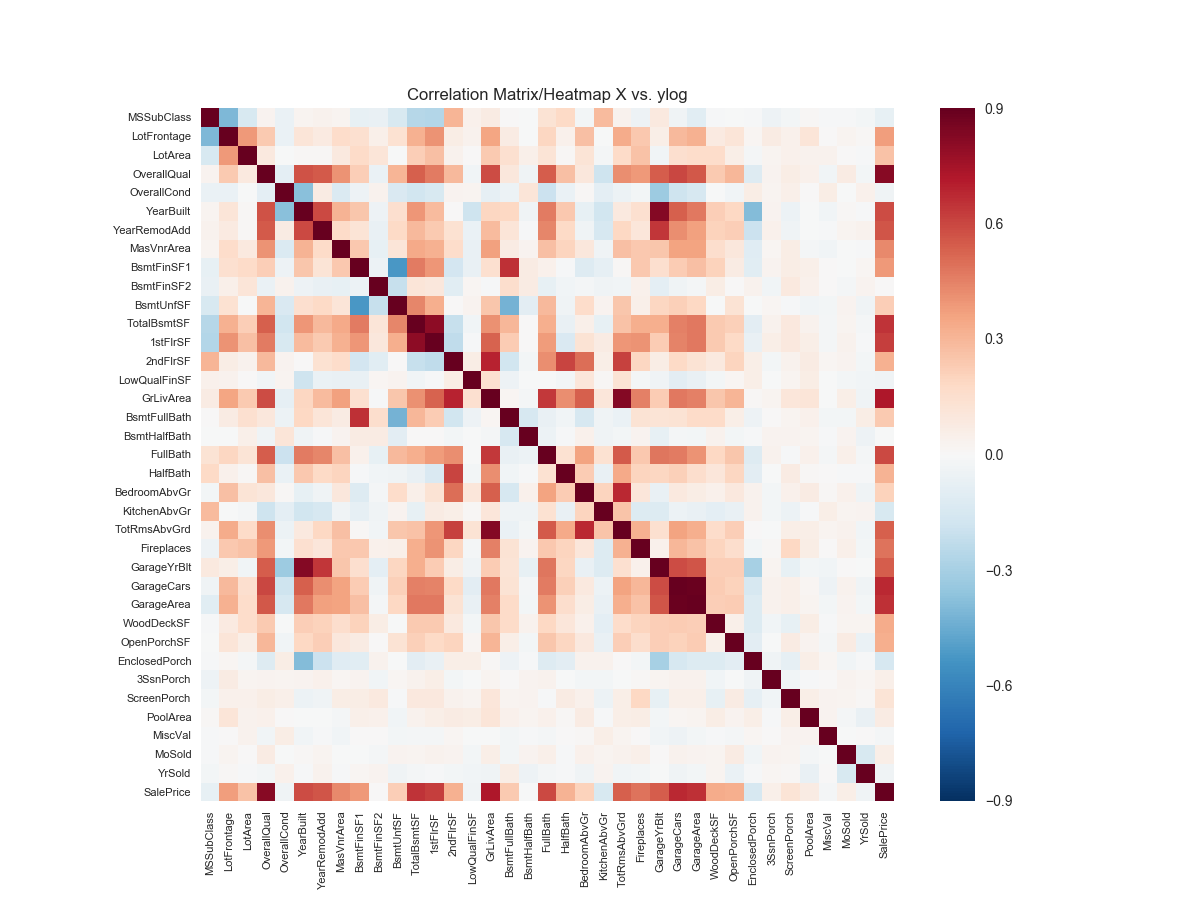 Correlation Matrix/Heatmap X vs. ylog
MSSubClass
LotFrontage
LotArea
OverallQual
OverallCond
YearBuilt
YearRemodAdd
MasVnrArea
BsmtFinSF1
BsmtFinSF2
BsmtUnfSF
TotalBsmtSF
1stFlrSF
2ndFlrSF
LowQualFinSF
GrLivArea
BsmtFullBath
BsmtHalfBath
FullBath
HalfBath
BedroomAbvGr
KitchenAbvGr
TotRmsAbvGrd
Fireplaces
GarageYrBlt
GarageCars
GarageArea
WoodDeckSF
OpenPorchSF
EnclosedPorch
3SsnPorch
ScreenPorch
PoolArea
MiscVal
MoSold
YrSold
SalePrice
MSSubClass
LotFrontage
LotArea
OverallQual
OverallCond
YearBuilt
YearRemodAdd
MasVnrArea
BsmtFinSF1
BsmtFinSF2
BsmtUnfSF
TotalBsmtSF
1stFlrSF
2ndFlrSF
LowQualFinSF
GrLivArea
BsmtFullBath
BsmtHalfBath
FullBath
HalfBath
BedroomAbvGr
KitchenAbvGr
TotRmsAbvGrd
Fireplaces
GarageYrBlt
GarageCars
GarageArea
WoodDeckSF
OpenPorchSF
EnclosedPorch
3SsnPorch
ScreenPorch
PoolArea
MiscVal
MoSold
YrSold
SalePrice
0.9
0.6
0.3
0.0
−0.3
−0.6
−0.9